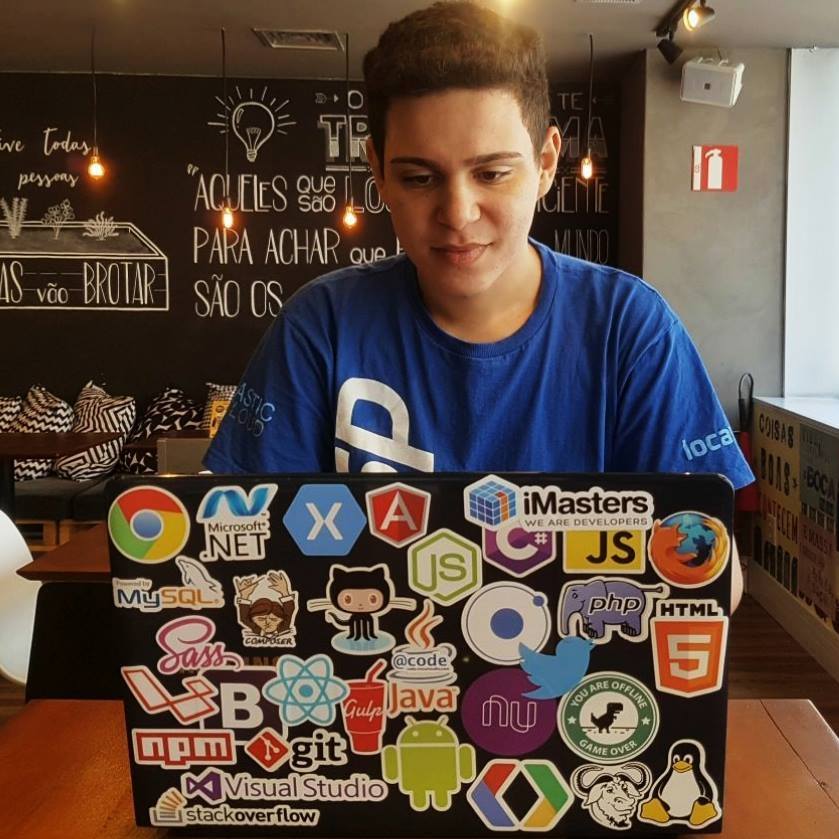 ive todas
pessoas
AS vão BROTAR
O
TE
TR
MA
"AQUELES QUE SÃO LO
CIENTE
PARA ACHAR QUE
MUNDO
SÃO OS
ASTIC
CLOUD
SP
loca
COISAS
BOAS
ACONTECEM
Microsoft®
.NET
X
A
iMasters
WE ARE DEVELOPERS
JS
C#
JS
Powered by
MySQL
COMPOSER
php
HTML
5
Sass
@code
Java
B
Gulp
nu
YOU ARE OFFLINE
GAME OVER
npm
git
Visual Studio
stackoverflow